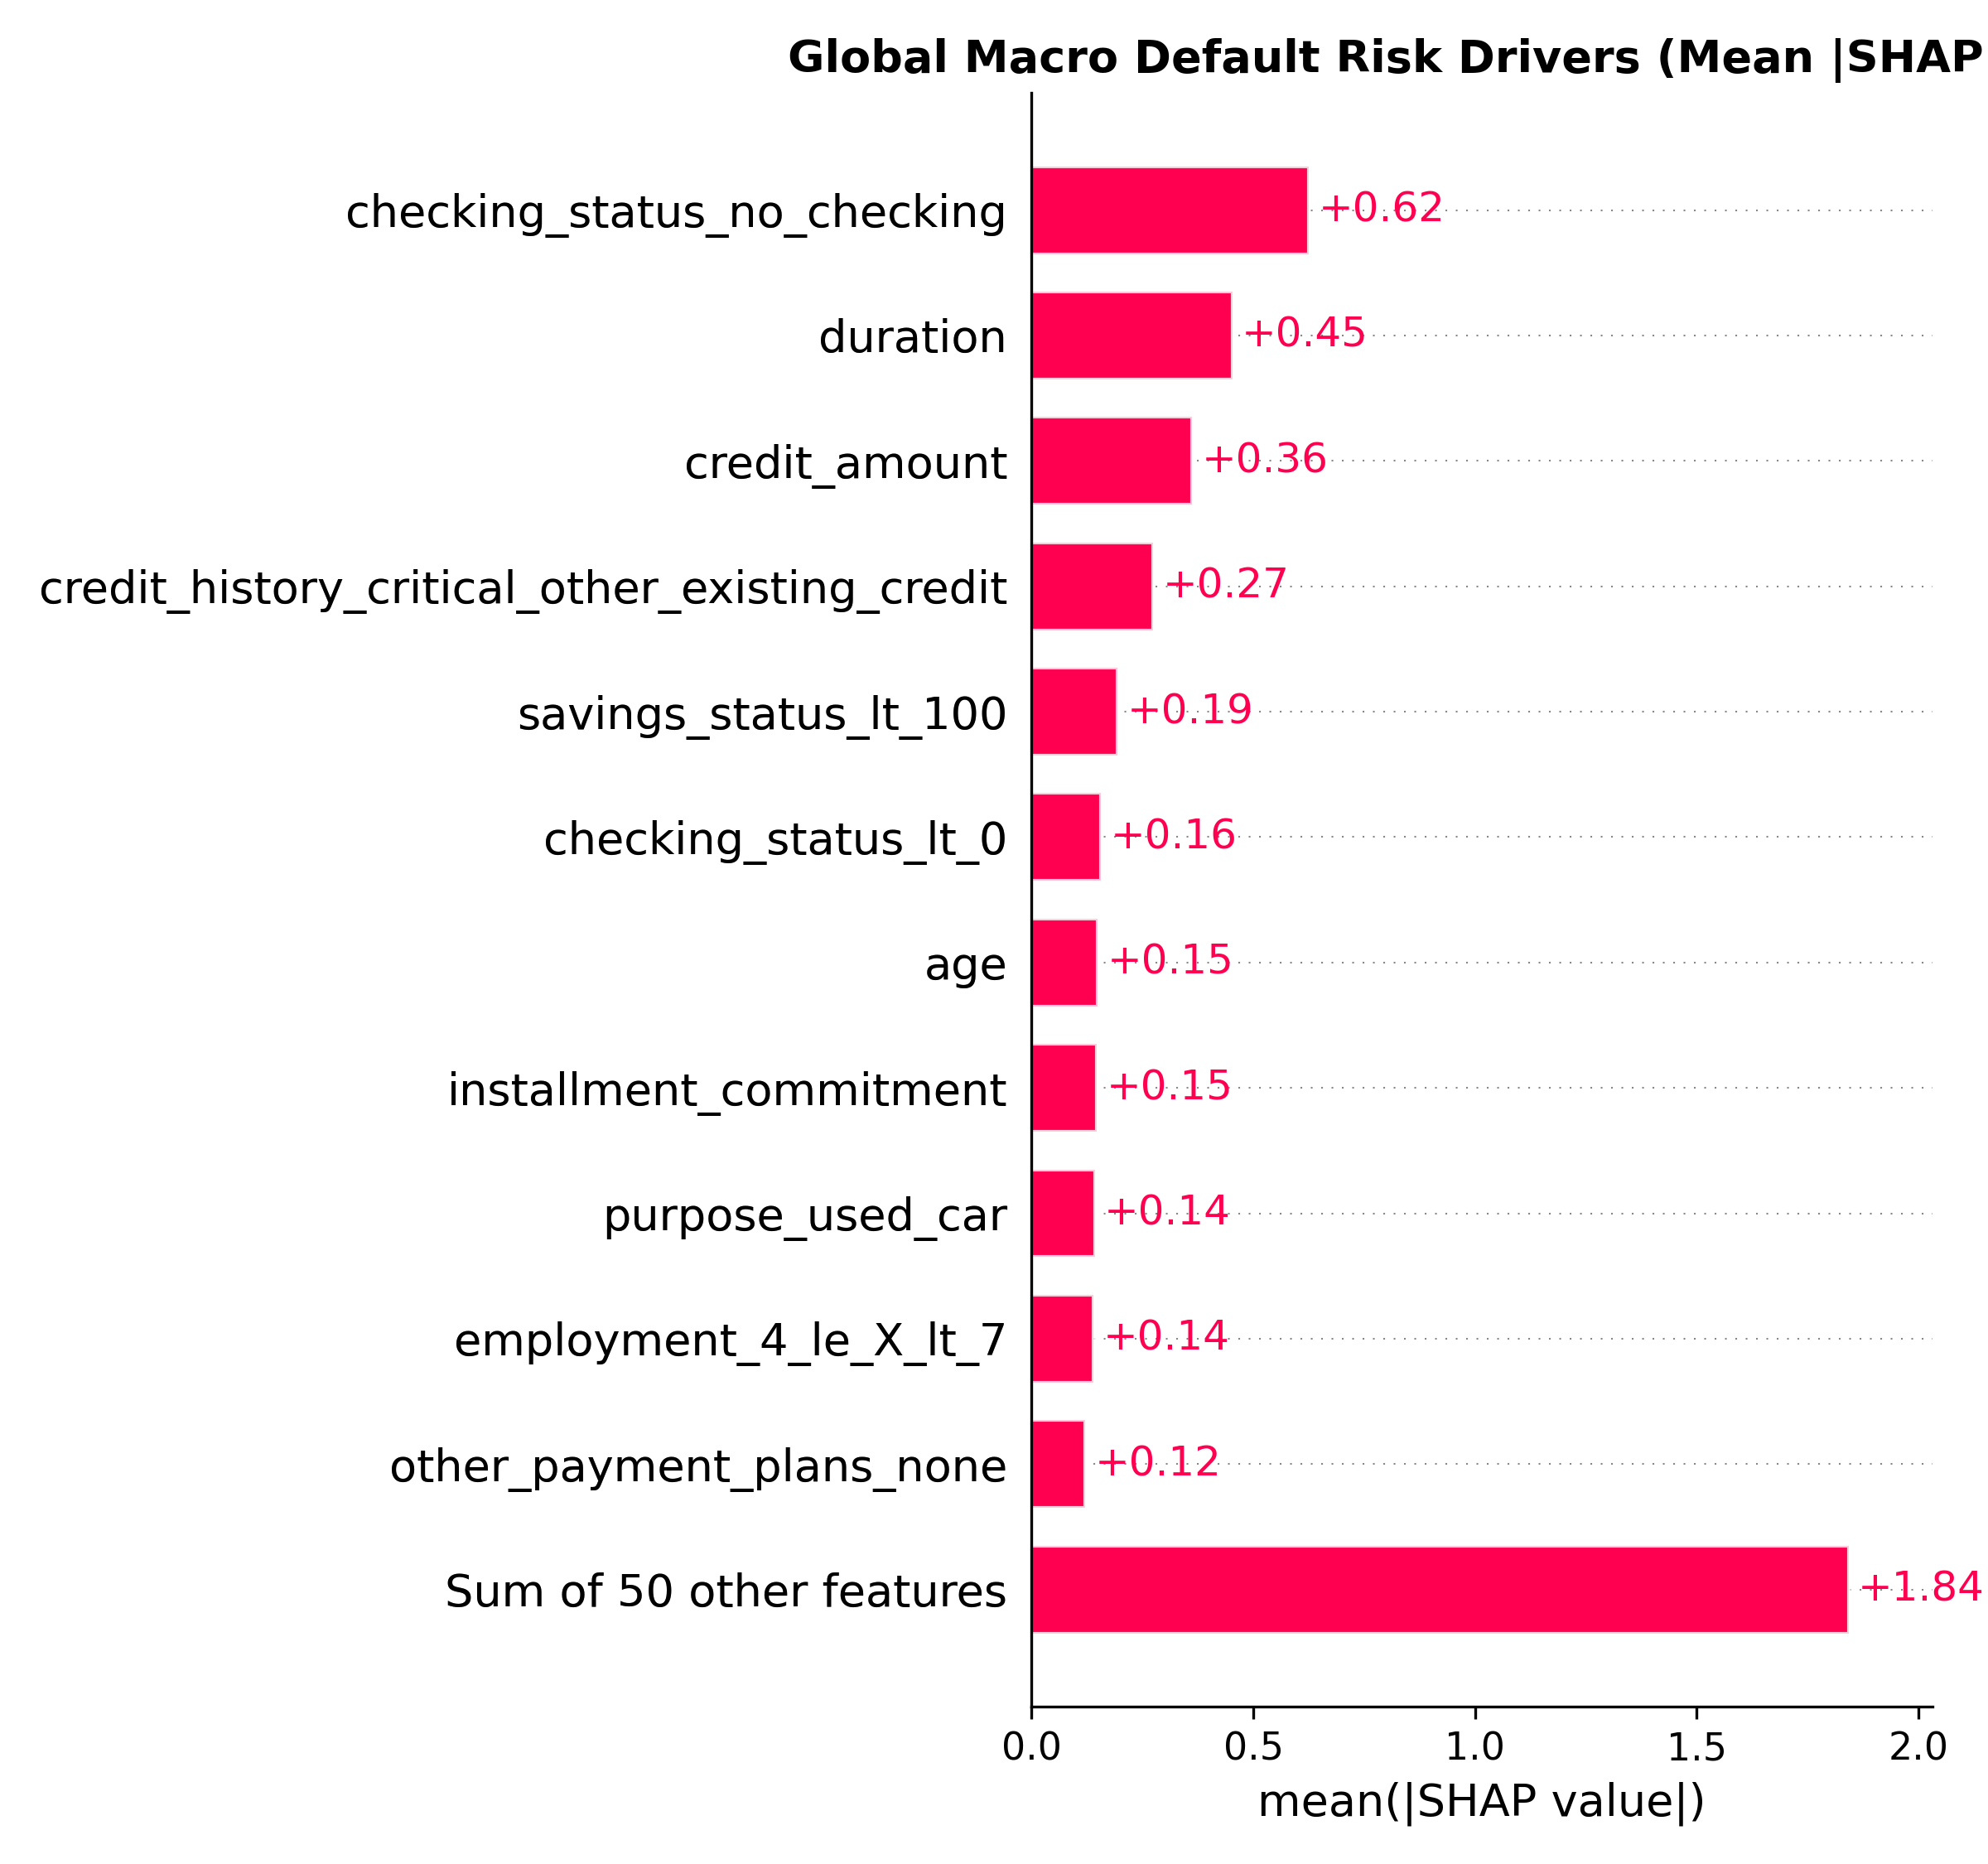 Global Macro Default Risk Drivers (Mean |SHAP
checking_status_no_checking +0.62
duration +0.45
credit_amount +0.36
credit_history_critical_other_existing_credit +0.27
savings_status_lt_100 +0.19
checking_status_lt_0 +0.16
age +0.15
installment_commitment +0.15
purpose_used_car +0.14
employment_4_le_X_lt_7 +0.14
other_payment_plans_none +0.12
Sum of 50 other features +1.84
0.0 0.5 1.0 1.5 2.0
mean(|SHAP value|)